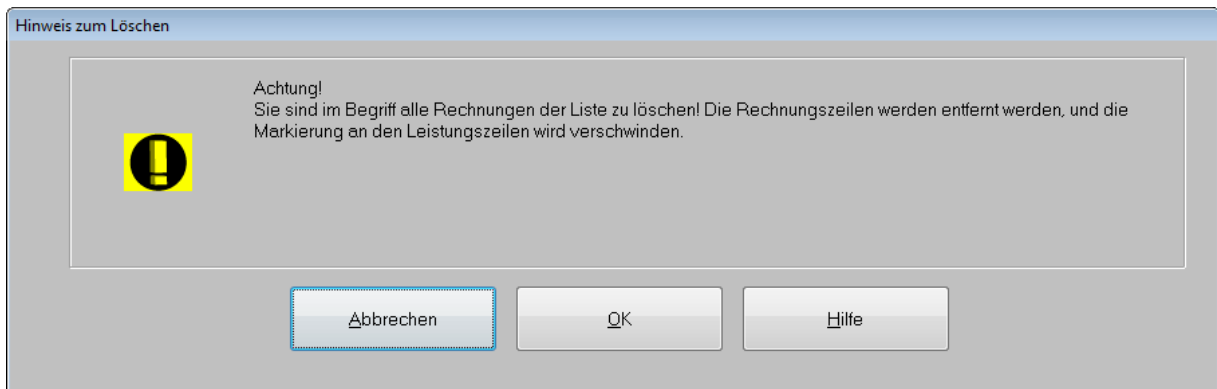 Hinweis zum Löschen
Achtung!
Sie sind im Begriff alle Rechnungen der Liste zu löschen! Die Rechnungszeilen werden entfernt werden, und die
Markierung an den Leistungszeilen wird verschwinden.
Abbrechen
OK
Hilfe